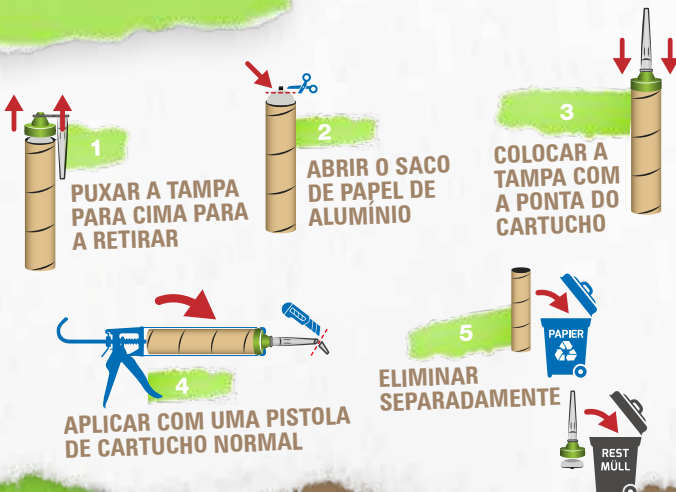 1
PUXAR A TAMPA
PARA CIMA PARA
A RETIRAR
2
ABRIR O SACO
DE PAPEL DE
ALUMÍNIO
3
COLOCAR A
TAMPA COM
A PONTA DO
CARTUCHO
4
APLICAR COM UMA PISTOLA
DE CARTUCHO NORMAL
5
ELIMINAR
SEPARADAMENTE
PAPIER
REST
MÜLL